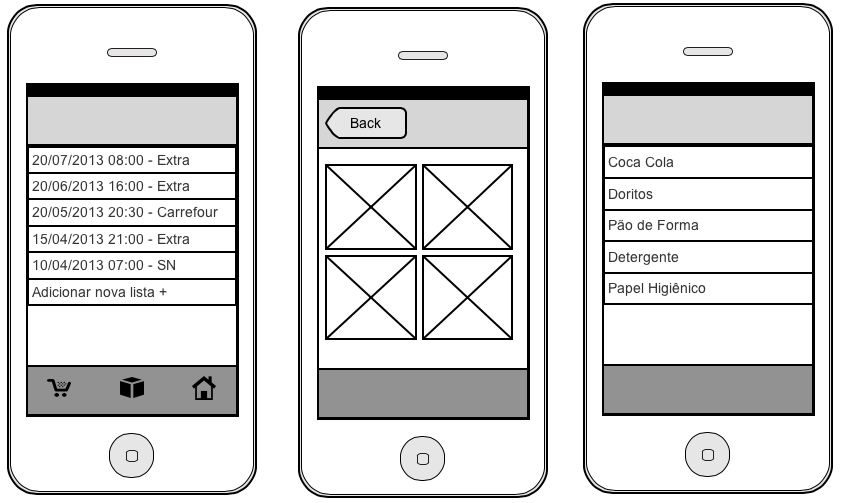 20/07/2013 08:00 - Extra
20/06/2013 16:00 - Extra
20/05/2013 20:30 - Carrefour
15/04/2013 21:00 - Extra
10/04/2013 07:00 - SN
Adicionar nova lista +
Back
Coca Cola
Doritos
Pão de Forma
Detergente
Papel Higiênico